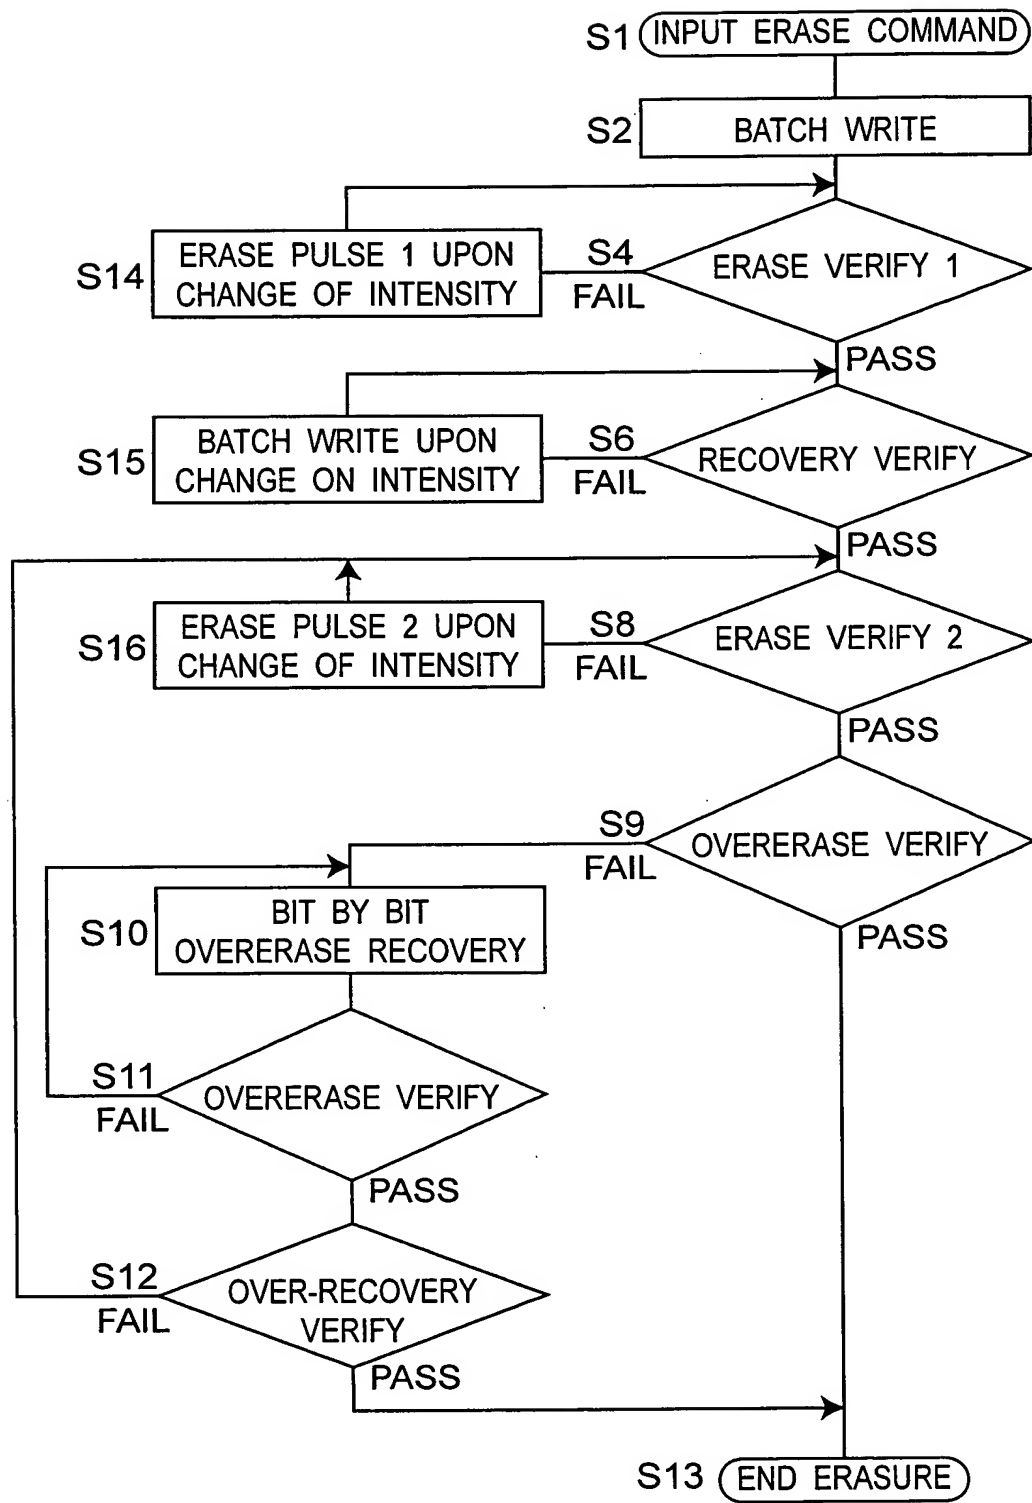 S1 INPUT ERASE COMMAND
S2 BATCH WRITE
S14 ERASE PULSE 1 UPON
CHANGE OF INTENSITY
S4
FAIL
ERASE VERIFY 1
PASS
S15 BATCH WRITE UPON
CHANGE ON INTENSITY
S6
FAIL
RECOVERY VERIFY
PASS
S16 ERASE PULSE 2 UPON
CHANGE OF INTENSITY
S8
FAIL
ERASE VERIFY 2
PASS
S9
FAIL
OVERERASE VERIFY
PASS
S10 BIT BY BIT
OVERERASE RECOVERY
S11
FAIL
OVERERASE VERIFY
PASS
S12
FAIL
OVER-RECOVERY
VERIFY
PASS
S13 END ERASURE